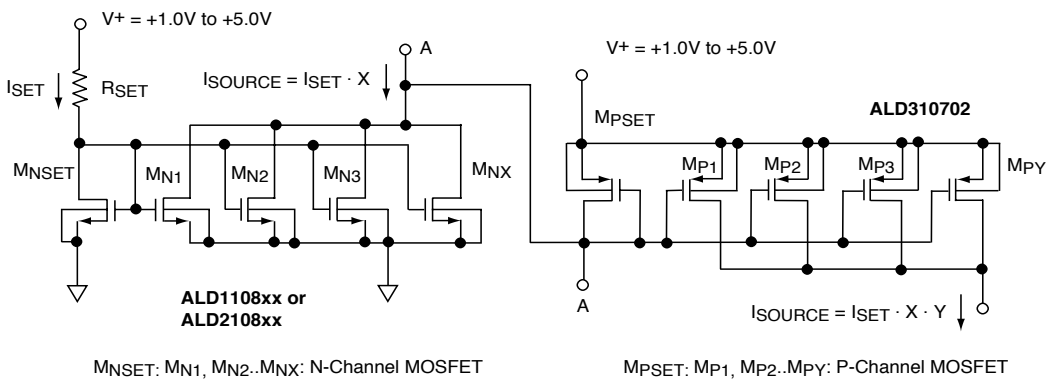 V+ = +1.0V to +5.0V
A
V+ = +1.0V to +5.0V
ISET
RSET
ISOURCE = ISET · X
MPSET
ALD310702
MNSET
MN1
MN2
MN3
MNX
MP1
MP2
MP3
MPY
ALD1108xx or
ALD2108xx
A
ISOURCE = ISET · X · Y
MNSET: MN1, MN2..MNX: N-Channel MOSFET
MPSET: MP1, MP2..MPY: P-Channel MOSFET